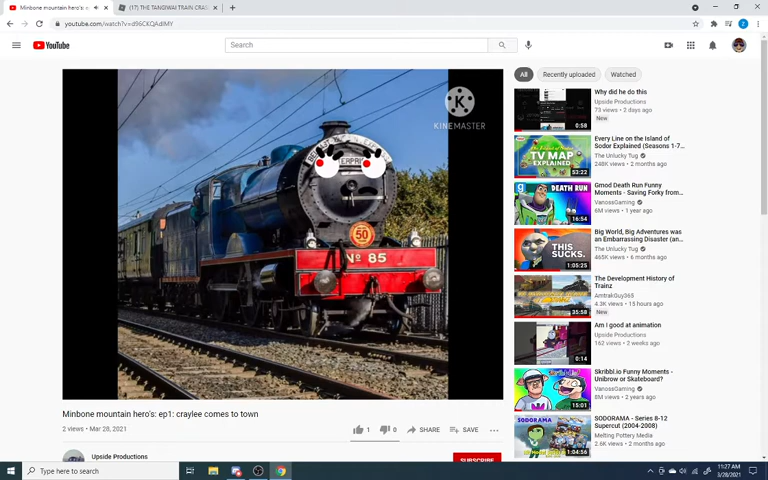 Minbone mountain hero's: e
(17) THE TANGIWAI TRAIN CRAS
youtube.com/watch?v=d96CKQAdIMY
YouTube
Search
KINEMASTER
50
No 85
Minbone mountain hero's: ep1: craylee comes to town
2 views • Mar 28, 2021
1
0
SHARE
SAVE
Upside Productions
SUBSCRIBE
All
Recently uploaded
Watched
Why did he do this
Upside Productions
73 views • 2 days ago
New
0:58
Every Line on the Island of
Sodor Explained (Seasons 1-7...
The Unlucky Tug
248K views • 2 months ago
TV MAP
EXPLAINED
53:22
Gmod Death Run Funny
Moments - Saving Forky from...
VanossGaming
6M views • 1 year ago
DEATH RUN
16:54
Big World, Big Adventures was
an Embarrassing Disaster (an...
The Unlucky Tug
465K views • 6 months ago
THIS
SUCKS.
1:05:25
The Development History of
Trainz
AmtrakGuy365
4.3K views • 15 hours ago
New
35:58
Am I good at animation
Upside Productions
162 views • 2 weeks ago
0:14
Skribbl.io Funny Moments -
Unibrow or Skateboard?
VanossGaming
8M views • 2 years ago
15:01
SODORAMA - Series 8-12
Supercut (2004-2008)
Melting Pottery Media
2.6K views • 2 months ago
SODORAMA
1:04:56
Type here to search
11:27 AM
3/28/2021